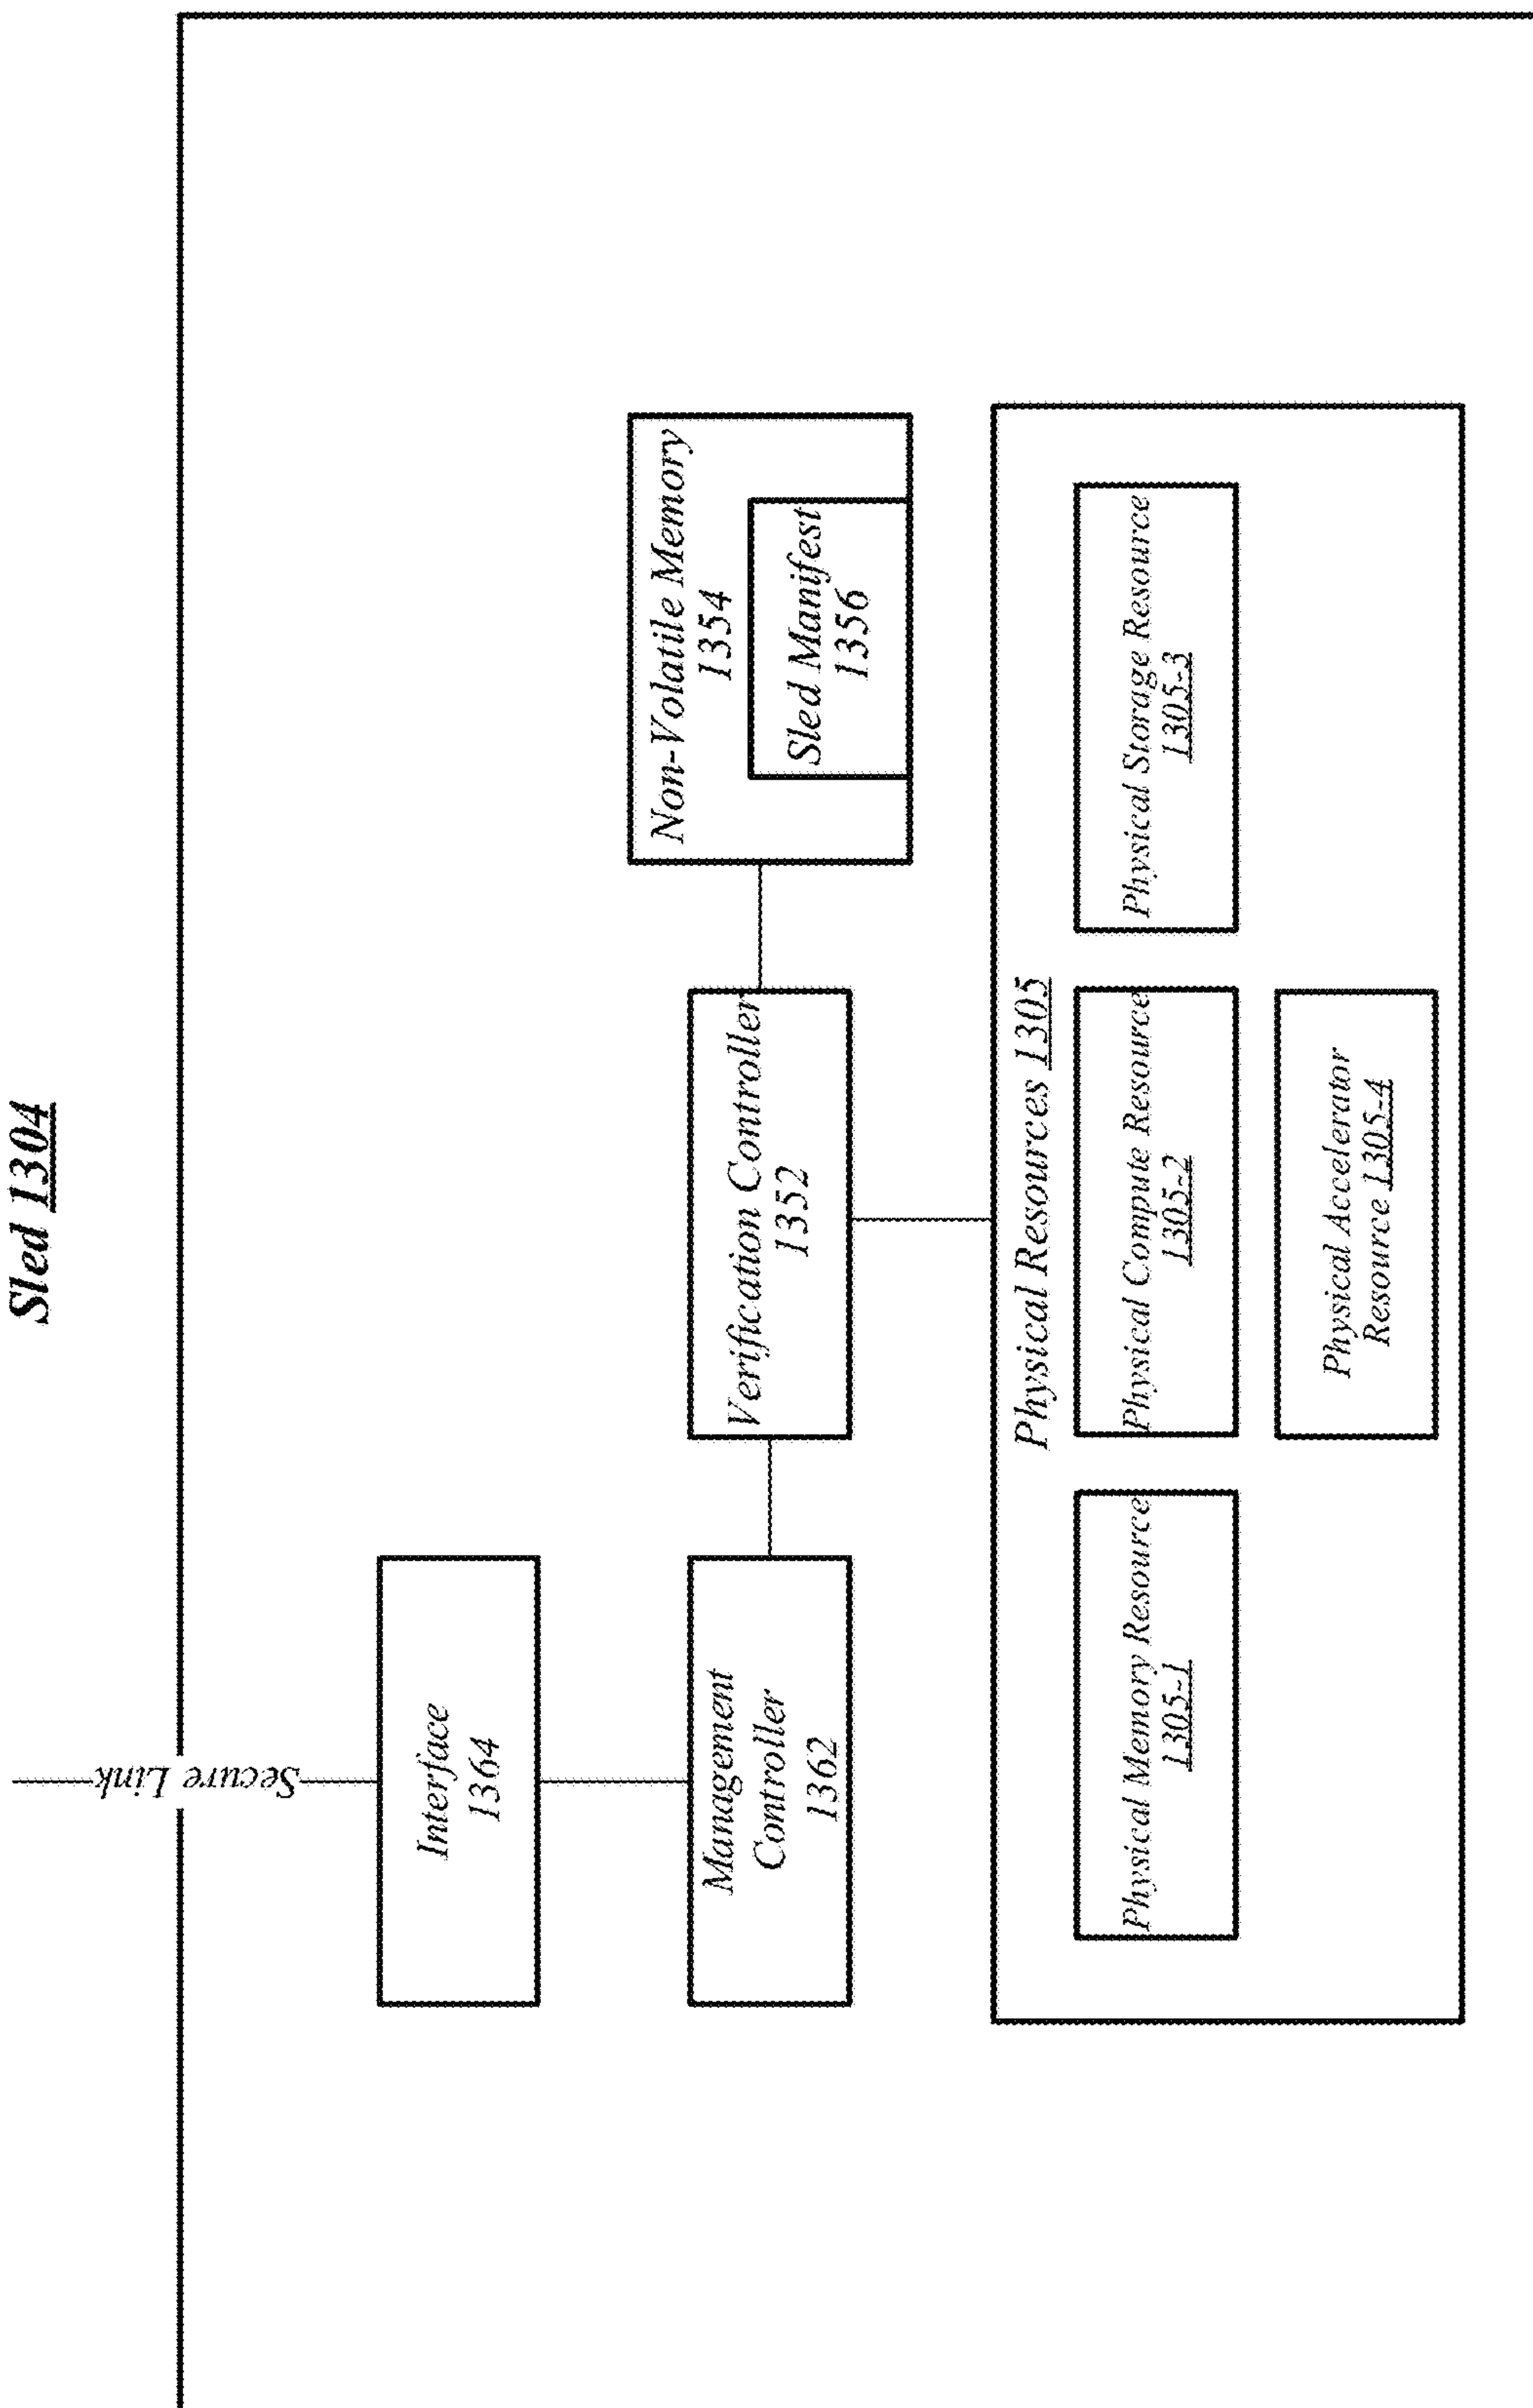 Sled 1304
Secure Link
Interface
1364
Management
Controller
1362
Verification Controller
1352
Non-Volatile Memory
1354
Sled Manifest
1356
Physical Resources 1305
Physical Memory Resource
1305-1
Physical Compute Resource
1305-2
Physical Storage Resource
1305-3
Physical Accelerator
Resource 1305-4